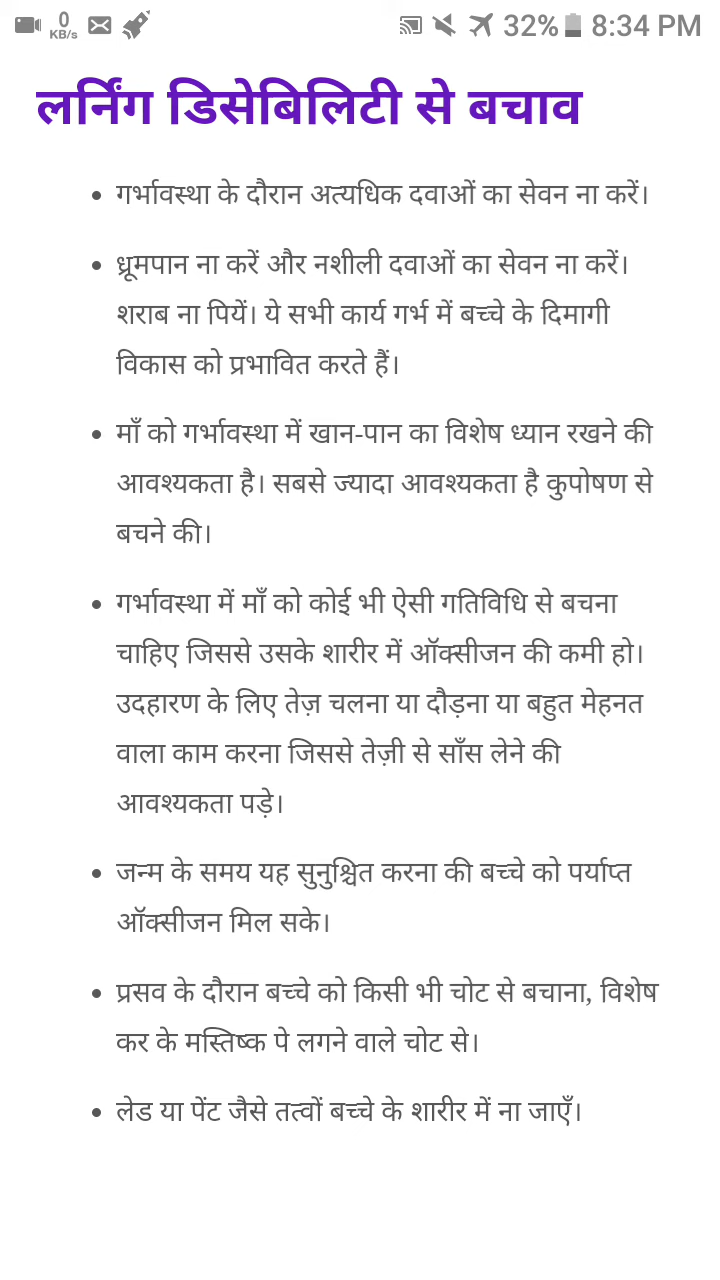 0
KB/s
32% 8:34 PM
लर्निंग डिसेबिलिटी से बचाव
• गर्भावस्था के दौरान अत्यधिक दवाओं का सेवन ना करें।
• ध्रूमपान ना करें और नशीली दवाओं का सेवन ना करें।
शराब ना पियें। ये सभी कार्य गर्भ में बच्चे के दिमागी
विकास को प्रभावित करते हैं।
• माँ को गर्भावस्था में खान-पान का विशेष ध्यान रखने की
आवश्यकता है। सबसे ज्यादा आवश्यकता है कुपोषण से
बचने की।
• गर्भावस्था में माँ को कोई भी ऐसी गतिविधि से बचना
चाहिए जिससे उसके शारीर में ऑक्सीजन की कमी हो।
उदहारण के लिए तेज़ चलना या दौड़ना या बहुत मेहनत
वाला काम करना जिससे तेज़ी से साँस लेने की
आवश्यकता पड़े।
• जन्म के समय यह सुनुश्चित करना की बच्चे को पर्याप्त
ऑक्सीजन मिल सके।
• प्रसव के दौरान बच्चे को किसी भी चोट से बचाना, विशेष
कर के मस्तिष्क पे लगने वाले चोट से।
• लेड या पेंट जैसे तत्वों बच्चे के शारीर में ना जाएँ।